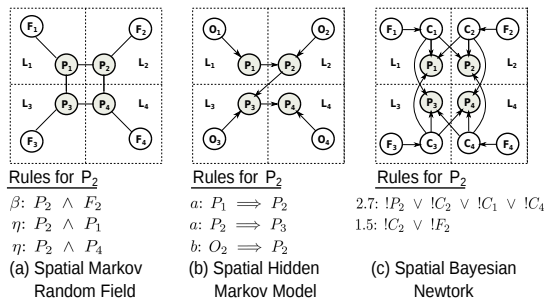 F1 F2 O1 O2 F1 C1 C2 F2
L1 P1 P2 L2 L1 P1 P2 L2 L1 P1 P2 L2
L3 P3 P4 L4 L3 P3 P4 L4 L3 P3 P4 L4
F3 F4 O3 O4 F3 C3 C4 F4
Rules for P2
β: P2 ∧ F2
η: P2 ∧ P1
η: P2 ∧ P4
(a) Spatial Markov
Random Field
Rules for P2
a: P1 ⟹ P2
a: P2 ⟹ P3
b: O2 ⟹ P2
(b) Spatial Hidden
Markov Model
Rules for P2
2.7: !P2 ∨ !C2 ∨ !C1 ∨ !C4
1.5: !C2 ∨ !F2
(c) Spatial Bayesian
Newtork